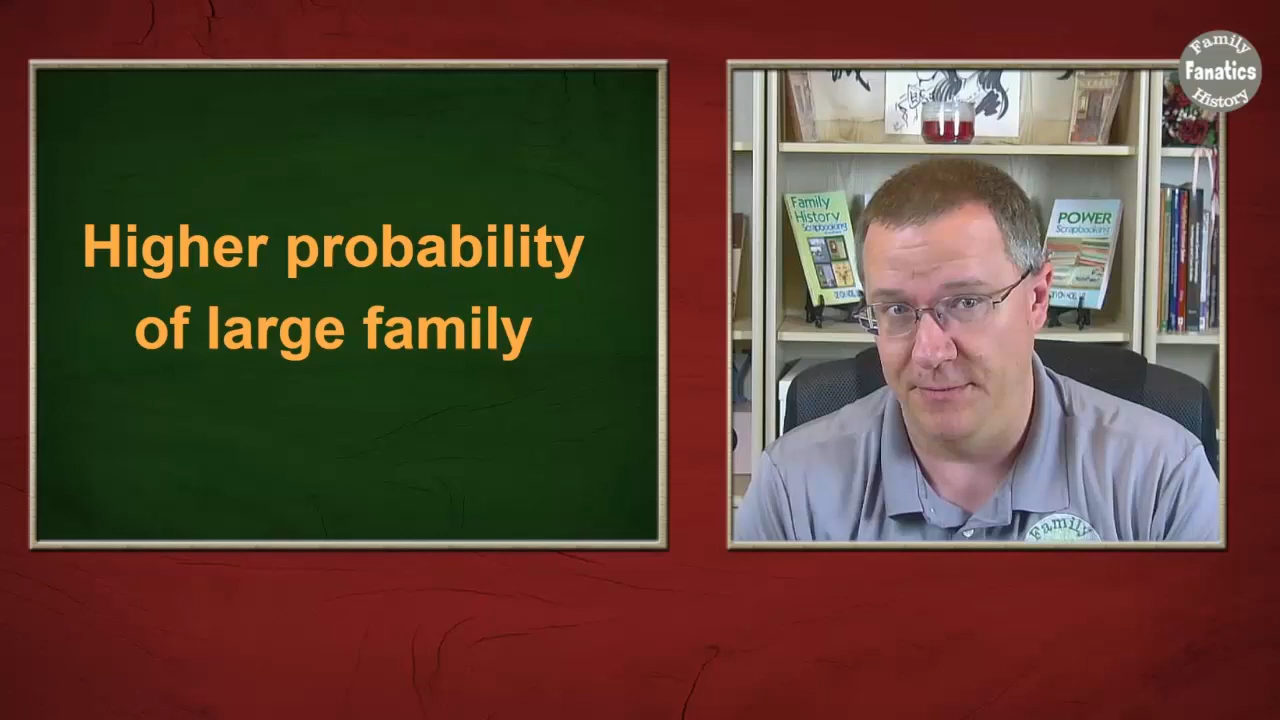 Higher probability
of large family
Family
Fanatics
History
Family
History
Scrapbooking
POWER
Scrapbooking
Family